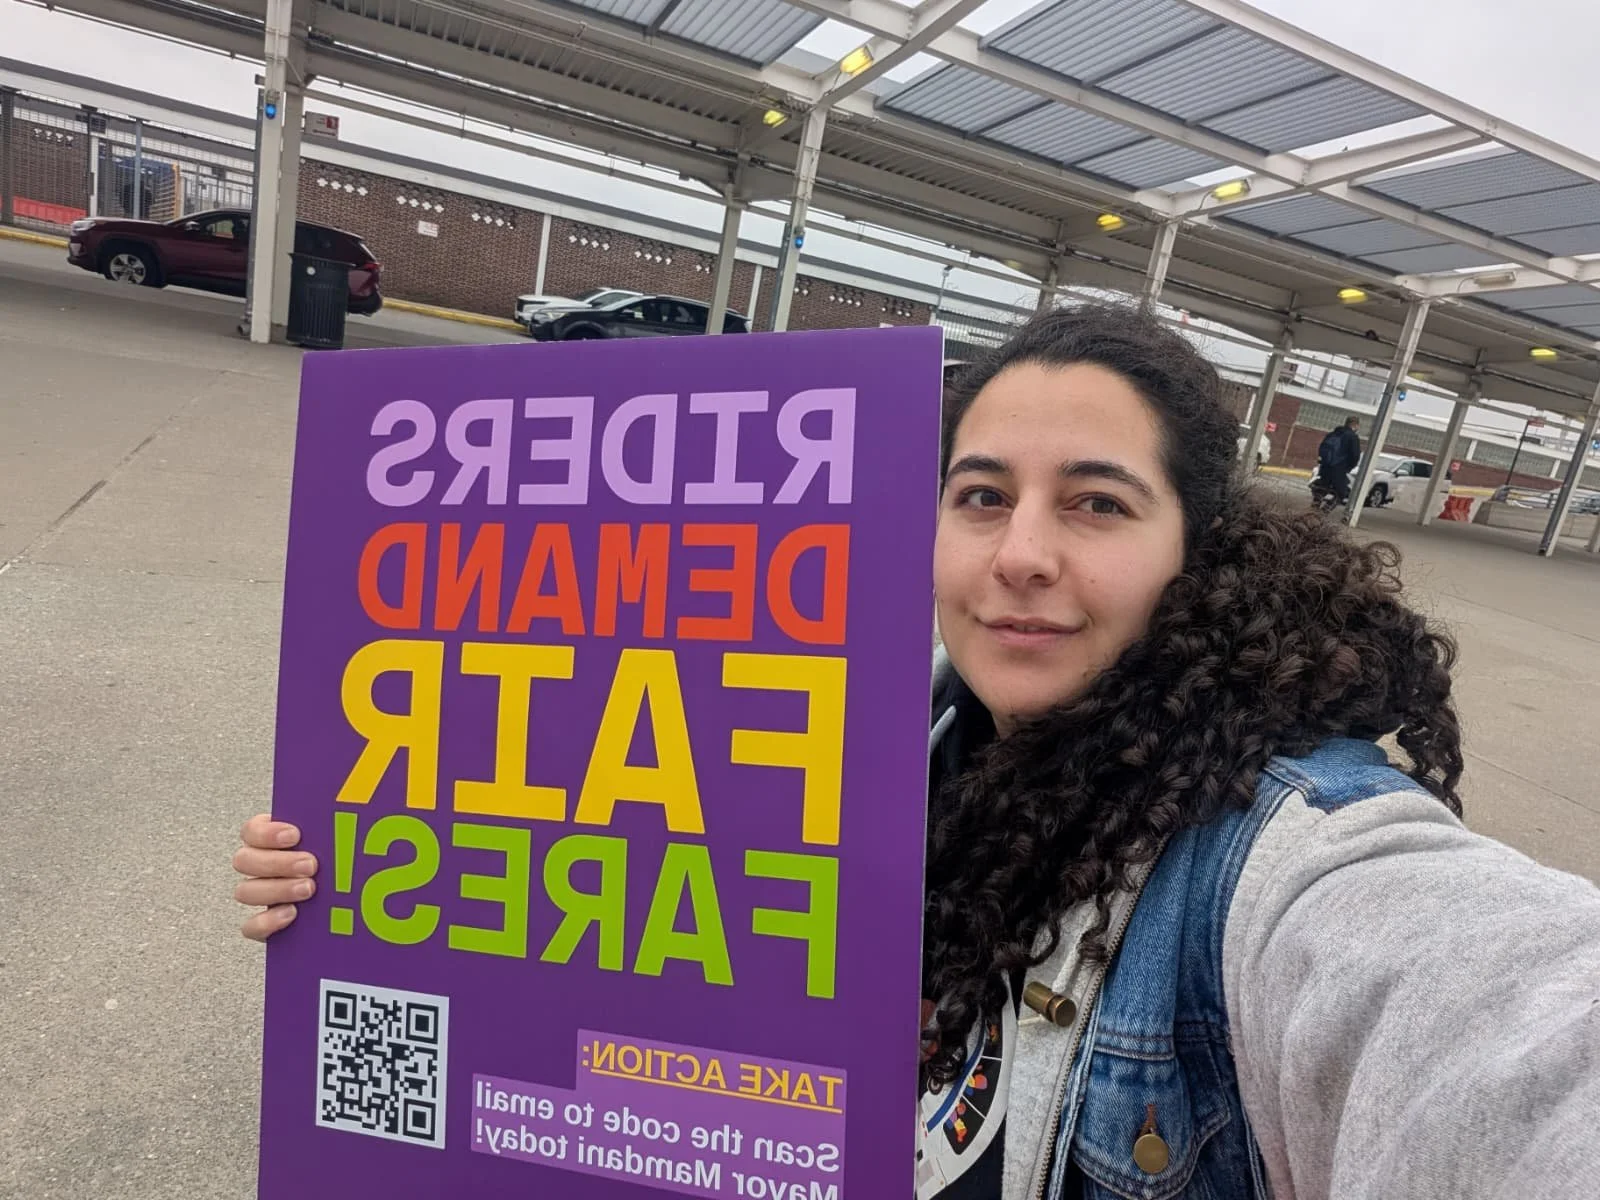 RIDERS
DEMAND
FAIR
FARES!
TAKE ACTION:
Scan the code to email
Mayor Mamdani today!